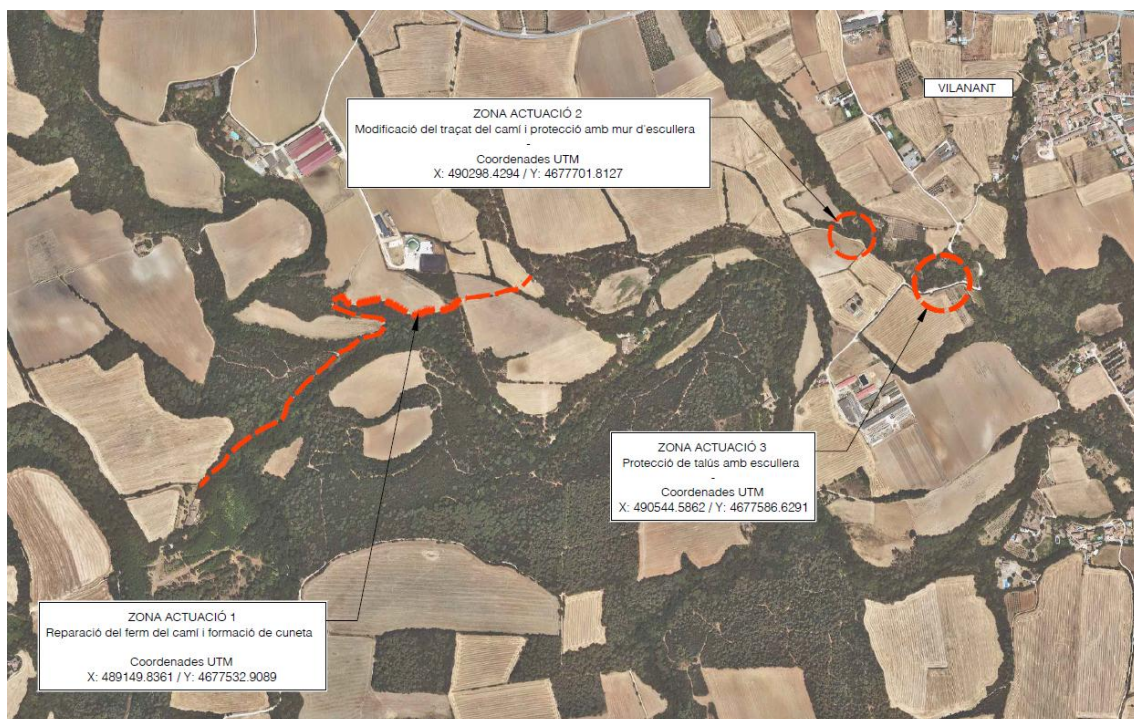 VILANANT
ZONA ACTUACIÓ 2
Modificació del traçat del camí i protecció amb mur d'escullera
-
Coordenades UTM
X: 490298.4294 / Y: 4677701.8127
ZONA ACTUACIÓ 3
Protecció de talús amb escullera
-
Coordenades UTM
X: 490544.5862 / Y: 4677586.6291
ZONA ACTUACIÓ 1
Reparació del ferm del camí i formació de cuneta
Coordenades UTM
X: 489149.8361 / Y: 4677532.9089